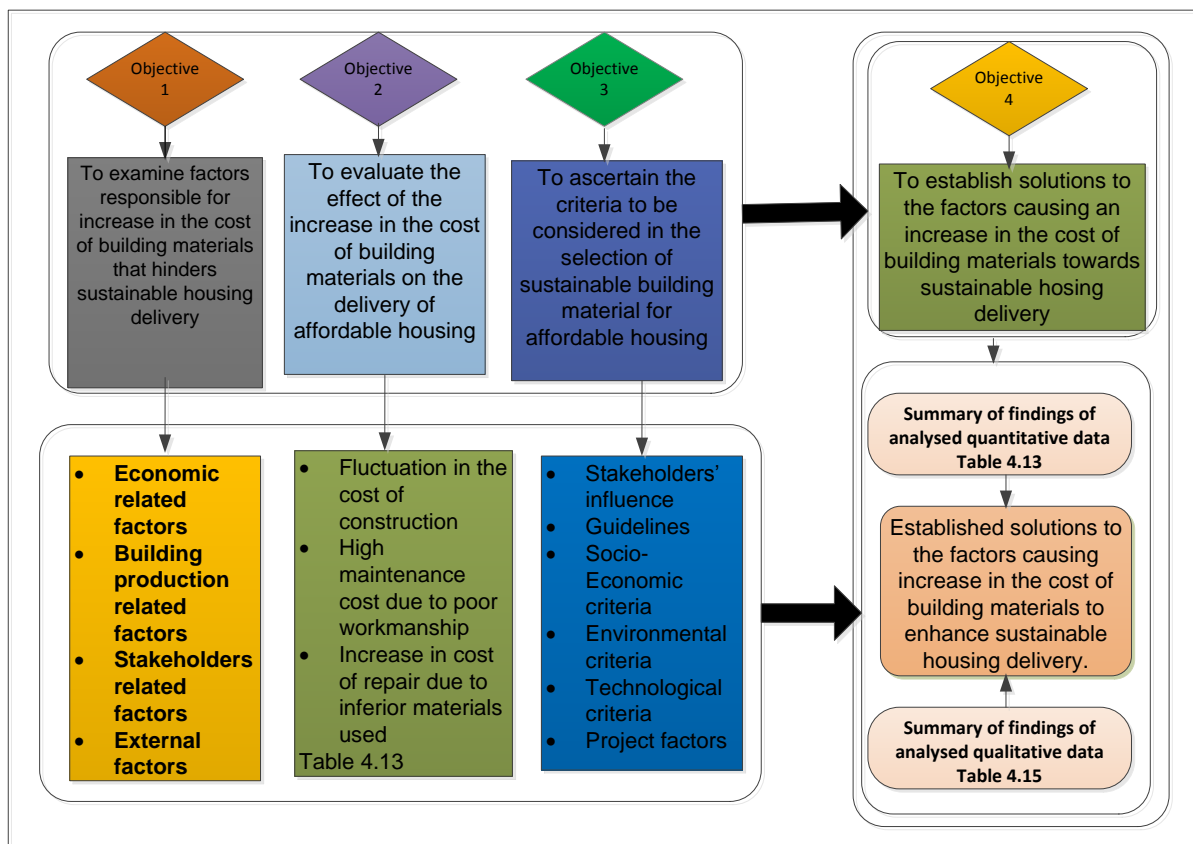 Objective
1
To examine factors
responsible for
increase in the cost
of building materials
that hinders
sustainable housing
delivery
Objective
2
To evaluate the
effect of the
increase in the cost
of building
materials on the
delivery of
affordable housing
Objective
3
To ascertain the
criteria to be
considered in the
selection of
sustainable building
material for
affordable housing
Objective
4
To establish solutions to
the factors causing an
increase in the cost of
building materials towards
sustainable hosing
delivery
• Economic
related
factors
• Building
production
related
factors
• Stakeholders
related
factors
• External
factors
• Fluctuation in the
cost of
construction
• High
maintenance
cost due to poor
workmanship
• Increase in cost
of repair due to
inferior materials
used
Table 4.13
• Stakeholders’
influence
• Guidelines
• Socio-
Economic
criteria
• Environmental
criteria
• Technological
criteria
• Project factors
Summary of findings of
analysed quantitative data
Table 4.13
Established solutions to
the factors causing
increase in the cost of
building materials to
enhance sustainable
housing delivery.
Summary of findings of
analysed qualitative data
Table 4.15